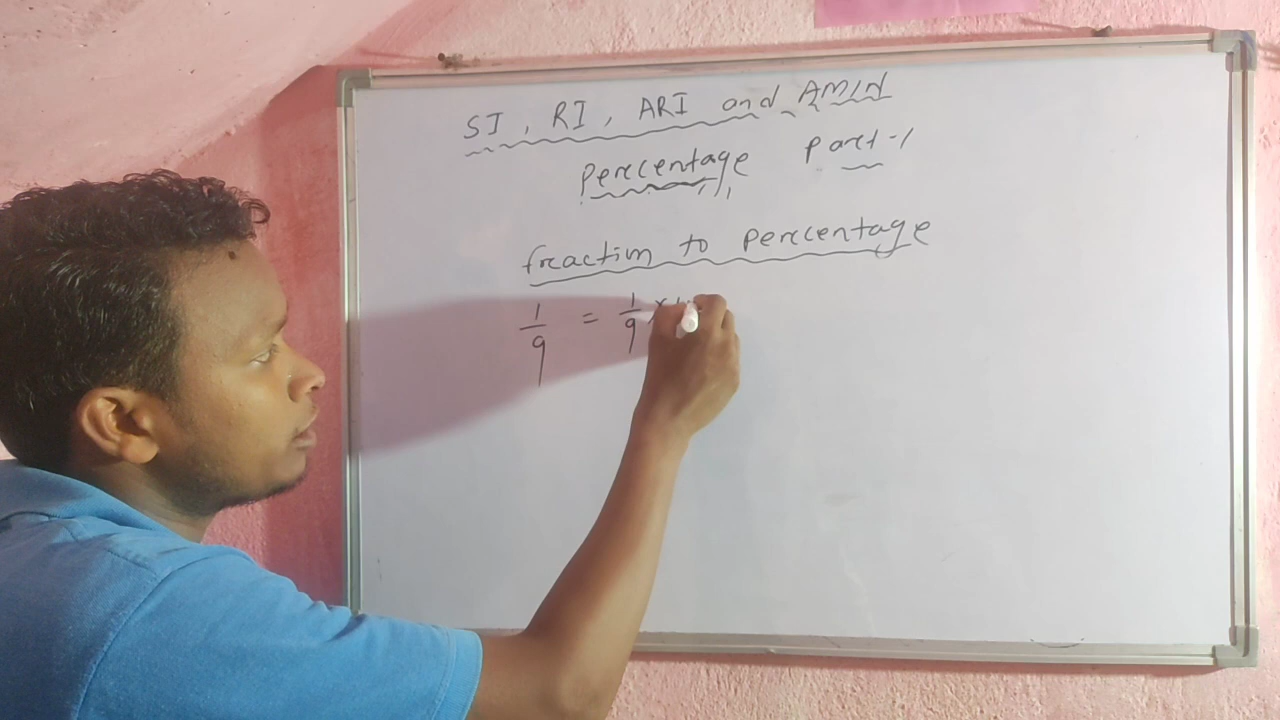 SI, RI, ARI and AMIN
Percentage Part-1
fraction to percentage
1/9 = 1/9 ×